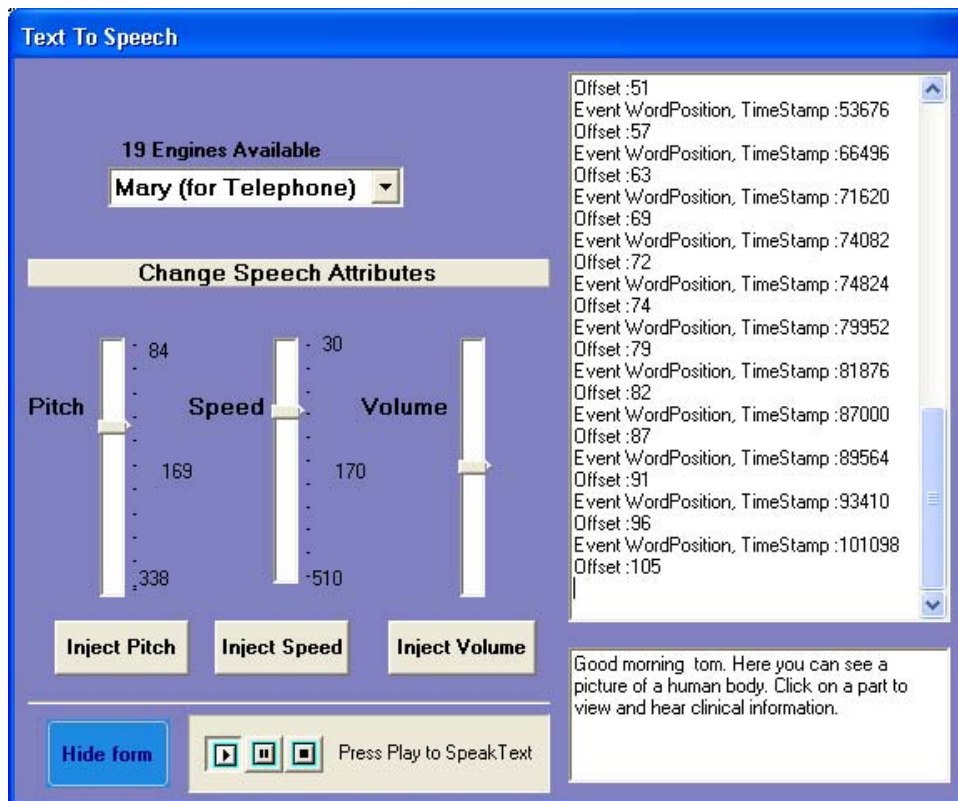 Text To Speech
19 Engines Available
Mary (for Telephone)
Change Speech Attributes
Pitch
84
169
338
Speed
30
170
510
Volume
Inject Pitch
Inject Speed
Inject Volume
Hide form
Press Play to SpeakText
Offset :51
Event WordPosition, TimeStamp :53676
Offset :57
Event WordPosition, TimeStamp :66496
Offset :63
Event WordPosition, TimeStamp :71620
Offset :69
Event WordPosition, TimeStamp :74082
Offset :72
Event WordPosition, TimeStamp :74824
Offset :74
Event WordPosition, TimeStamp :79952
Offset :79
Event WordPosition, TimeStamp :81876
Offset :82
Event WordPosition, TimeStamp :87000
Offset :87
Event WordPosition, TimeStamp :89564
Offset :91
Event WordPosition, TimeStamp :93410
Offset :96
Event WordPosition, TimeStamp :101098
Offset :105
Good morning  tom. Here you can see a
picture of a human body. Click on a part to
view and hear clinical information.